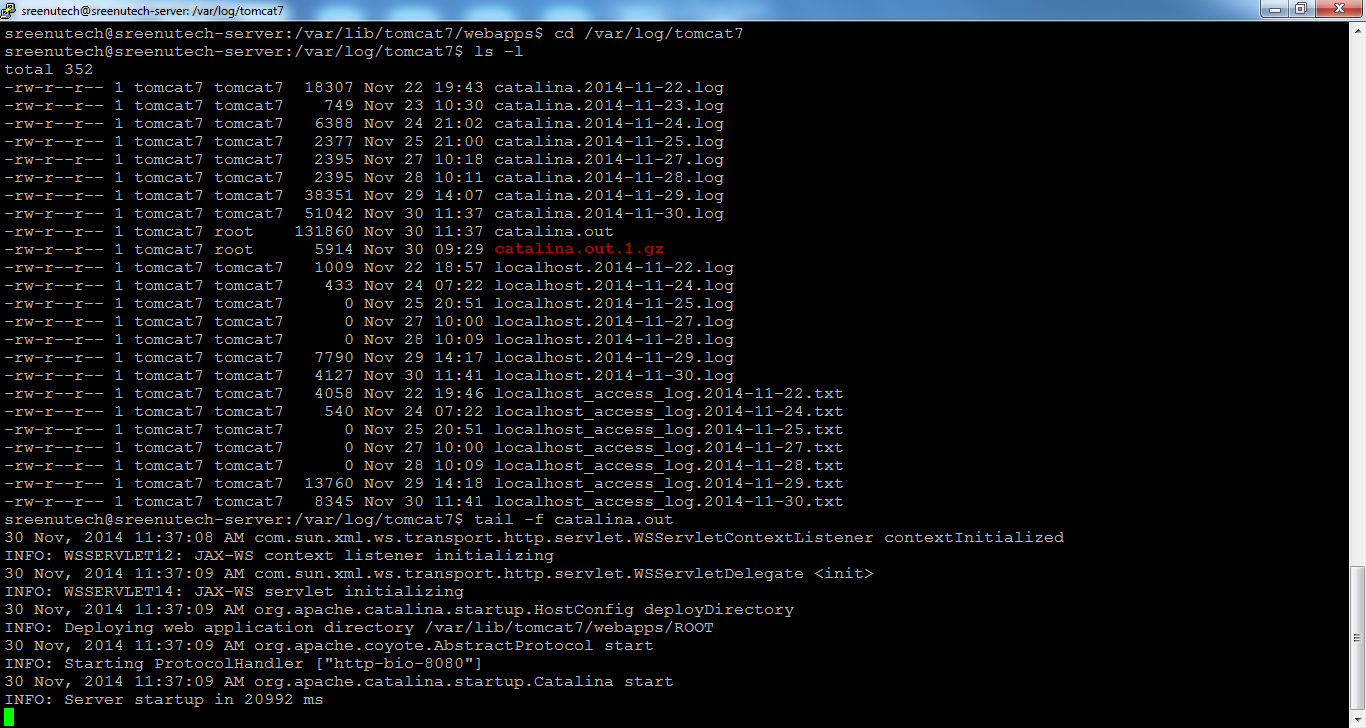 sreenutech@sreenutech-server: /var/log/tomcat7
sreenutech@sreenutech-server:/var/lib/tomcat7/webapps$ cd /var/log/tomcat7
sreenutech@sreenutech-server:/var/log/tomcat7$ ls -l
total 352
-rw-r--r-- 1 tomcat7 tomcat7  18307 Nov 22 19:43 catalina.2014-11-22.log
-rw-r--r-- 1 tomcat7 tomcat7    749 Nov 23 10:30 catalina.2014-11-23.log
-rw-r--r-- 1 tomcat7 tomcat7   6388 Nov 24 21:02 catalina.2014-11-24.log
-rw-r--r-- 1 tomcat7 tomcat7   2377 Nov 25 21:00 catalina.2014-11-25.log
-rw-r--r-- 1 tomcat7 tomcat7   2395 Nov 27 10:18 catalina.2014-11-27.log
-rw-r--r-- 1 tomcat7 tomcat7   2395 Nov 28 10:11 catalina.2014-11-28.log
-rw-r--r-- 1 tomcat7 tomcat7  38351 Nov 29 14:07 catalina.2014-11-29.log
-rw-r--r-- 1 tomcat7 tomcat7  51042 Nov 30 11:37 catalina.2014-11-30.log
-rw-r--r-- 1 tomcat7 root    131860 Nov 30 11:37 catalina.out
-rw-r--r-- 1 tomcat7 root      5914 Nov 30 09:29 catalina.out.1.gz
-rw-r--r-- 1 tomcat7 tomcat7   1009 Nov 22 18:57 localhost.2014-11-22.log
-rw-r--r-- 1 tomcat7 tomcat7    433 Nov 24 07:22 localhost.2014-11-24.log
-rw-r--r-- 1 tomcat7 tomcat7      0 Nov 25 20:51 localhost.2014-11-25.log
-rw-r--r-- 1 tomcat7 tomcat7      0 Nov 27 10:00 localhost.2014-11-27.log
-rw-r--r-- 1 tomcat7 tomcat7      0 Nov 28 10:09 localhost.2014-11-28.log
-rw-r--r-- 1 tomcat7 tomcat7   7790 Nov 29 14:17 localhost.2014-11-29.log
-rw-r--r-- 1 tomcat7 tomcat7   4127 Nov 30 11:41 localhost.2014-11-30.log
-rw-r--r-- 1 tomcat7 tomcat7   4058 Nov 22 19:46 localhost_access_log.2014-11-22.txt
-rw-r--r-- 1 tomcat7 tomcat7    540 Nov 24 07:22 localhost_access_log.2014-11-24.txt
-rw-r--r-- 1 tomcat7 tomcat7      0 Nov 25 20:51 localhost_access_log.2014-11-25.txt
-rw-r--r-- 1 tomcat7 tomcat7      0 Nov 27 10:00 localhost_access_log.2014-11-27.txt
-rw-r--r-- 1 tomcat7 tomcat7      0 Nov 28 10:09 localhost_access_log.2014-11-28.txt
-rw-r--r-- 1 tomcat7 tomcat7  13760 Nov 29 14:18 localhost_access_log.2014-11-29.txt
-rw-r--r-- 1 tomcat7 tomcat7   8345 Nov 30 11:41 localhost_access_log.2014-11-30.txt
sreenutech@sreenutech-server:/var/log/tomcat7$ tail -f catalina.out
30 Nov, 2014 11:37:08 AM com.sun.xml.ws.transport.http.servlet.WSServletContextListener contextInitialized
INFO: WSSERVLET12: JAX-WS context listener initializing
30 Nov, 2014 11:37:09 AM com.sun.xml.ws.transport.http.servlet.WSServletDelegate <init>
INFO: WSSERVLET14: JAX-WS servlet initializing
30 Nov, 2014 11:37:09 AM org.apache.catalina.startup.HostConfig deployDirectory
INFO: Deploying web application directory /var/lib/tomcat7/webapps/ROOT
30 Nov, 2014 11:37:09 AM org.apache.coyote.AbstractProtocol start
INFO: Starting ProtocolHandler ["http-bio-8080"]
30 Nov, 2014 11:37:09 AM org.apache.catalina.startup.Catalina start
INFO: Server startup in 20992 ms